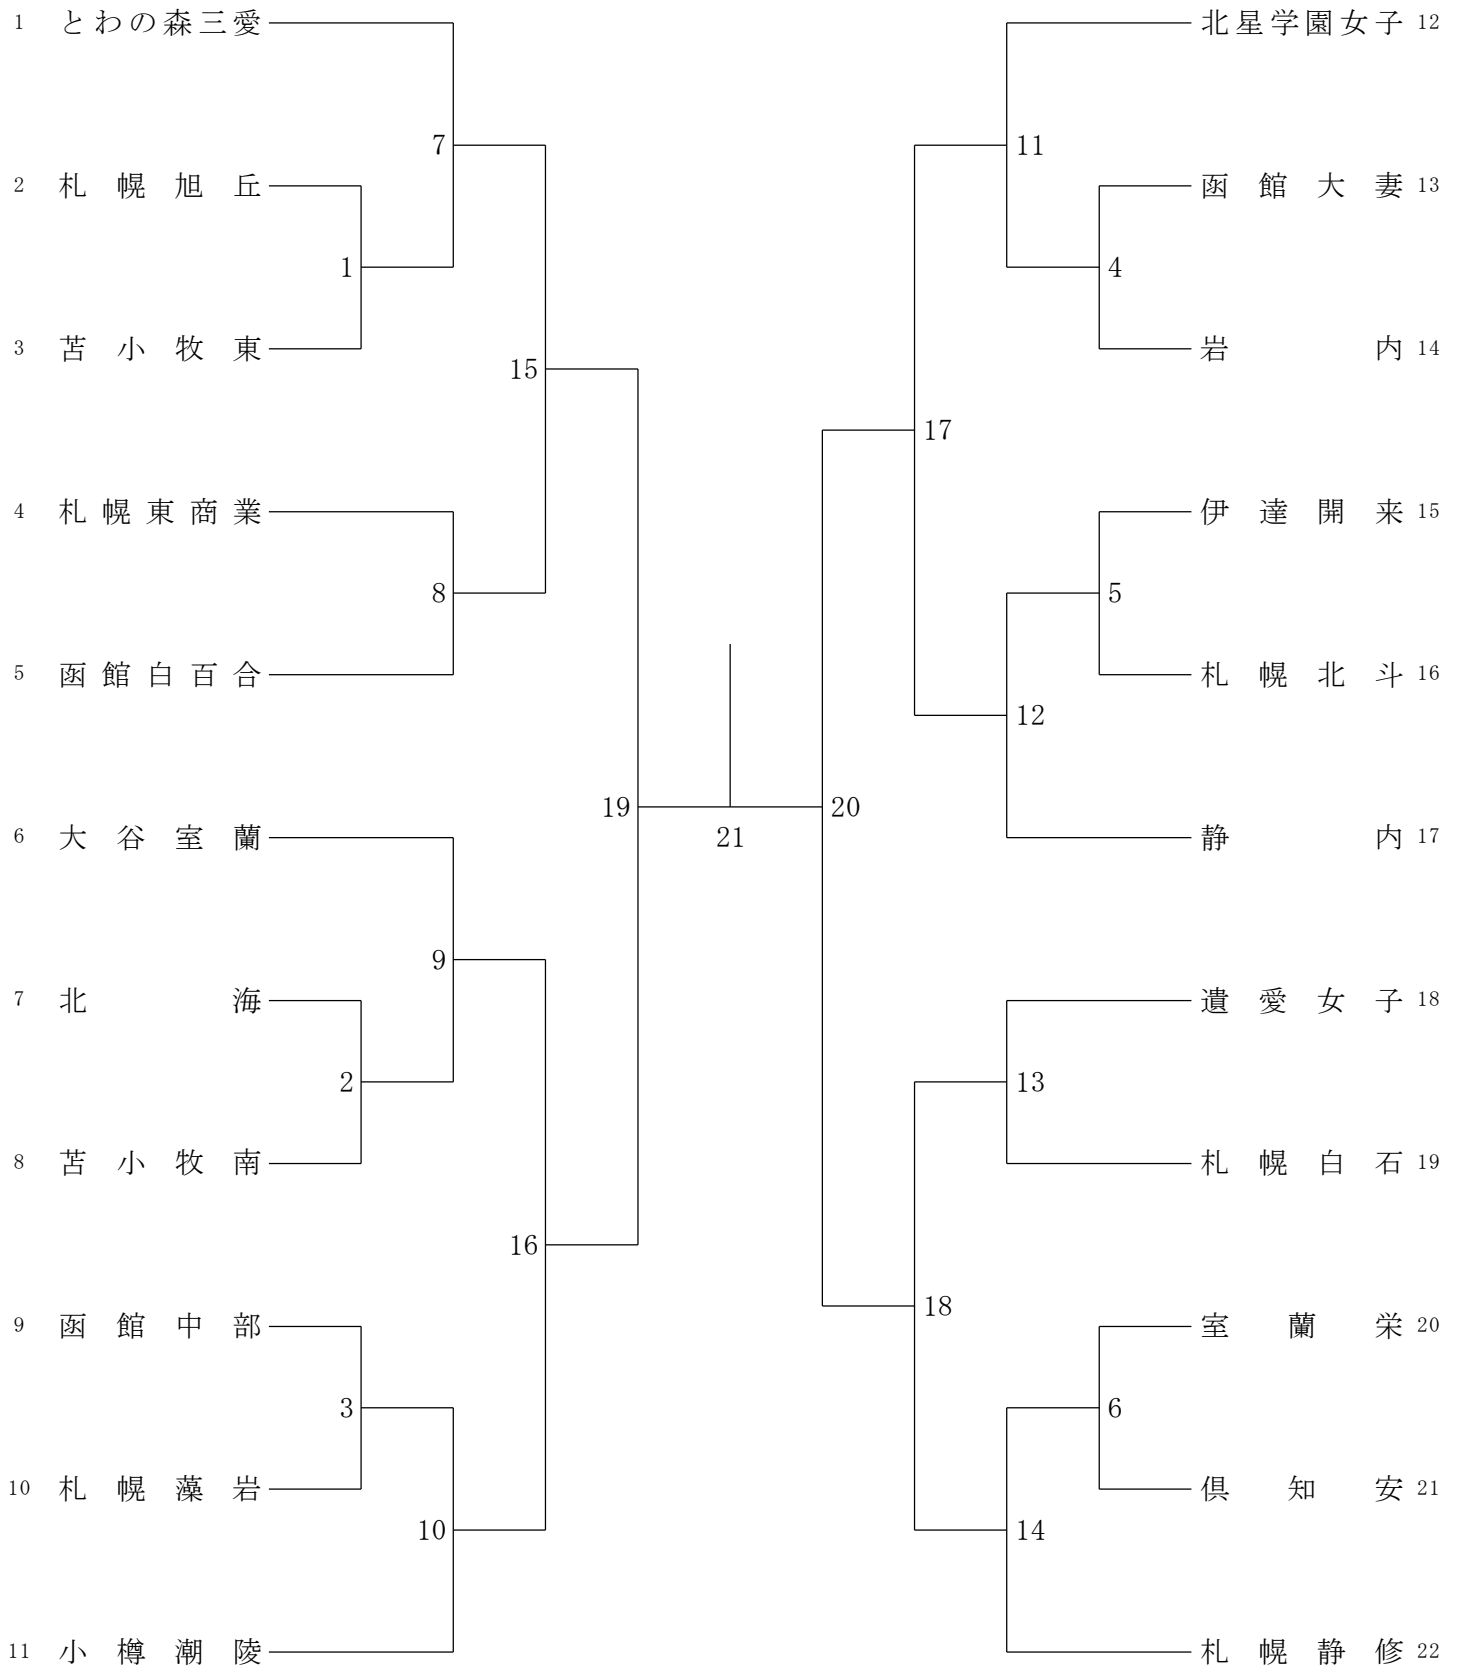 1 とわの森三愛
2 札幌旭丘
3 苫小牧東
4 札幌東商業
5 函館白百合
6 大谷室蘭
7 北海
8 苫小牧南
9 函館中部
10 札幌藻岩
11 小樽潮陵
1
2
3
7
8
9
10
15
16
19
21
20
17
18
11
12
13
14
4
5
6
北星学園女子 12
函館大妻 13
岩内 14
伊達開来 15
札幌北斗 16
静内 17
遺愛女子 18
札幌白石 19
室蘭栄 20
倶知安 21
札幌静修 22